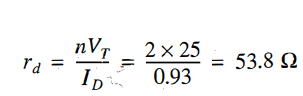 r_d = nV_T / I_D = 2 × 25 / 0.93 = 53.8 Ω